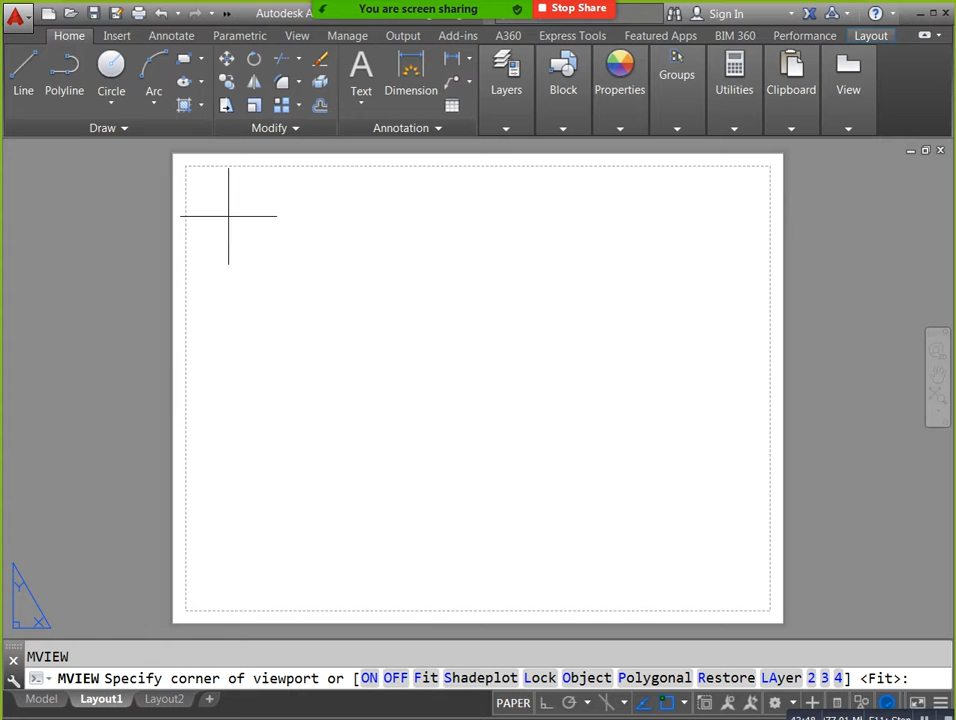 Autodesk A
You are screen sharing
Stop Share
Sign In
Home Insert Annotate Parametric View Manage Output Add-ins A360 Express Tools Featured Apps BIM 360 Performance Layout
Line Polyline Circle Arc Text Dimension Layers Block Properties Groups Utilities Clipboard View
Draw Modify Annotation
Y
X
MVIEW
MVIEW Specify corner of viewport or [ON OFF Fit Shadeplot Lock Object Polygonal Restore LAyer 2 3 4] <Fit>:
Model Layout1 Layout2 + PAPER